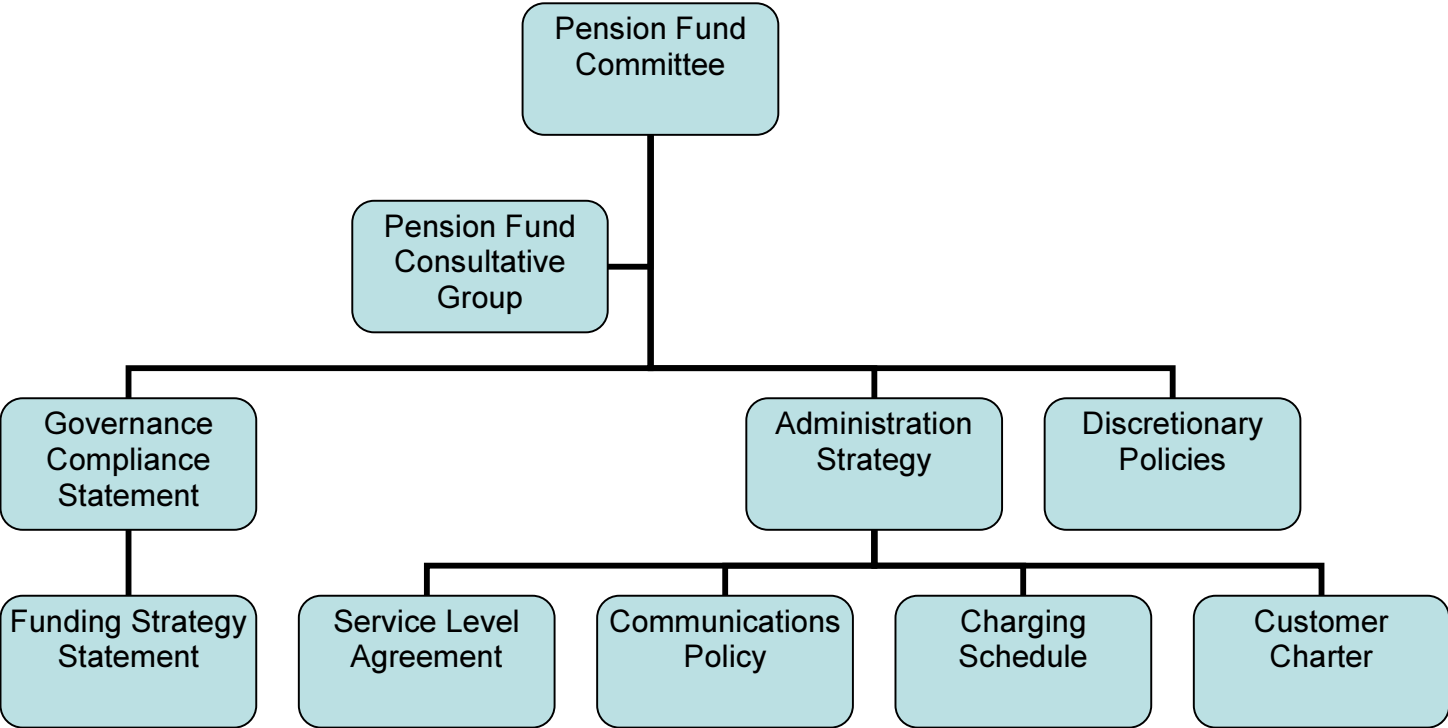 Pension Fund
Committee
Pension Fund
Consultative
Group
Governance
Compliance
Statement
Administration
Strategy
Discretionary
Policies
Funding Strategy
Statement
Service Level
Agreement
Communications
Policy
Charging
Schedule
Customer
Charter